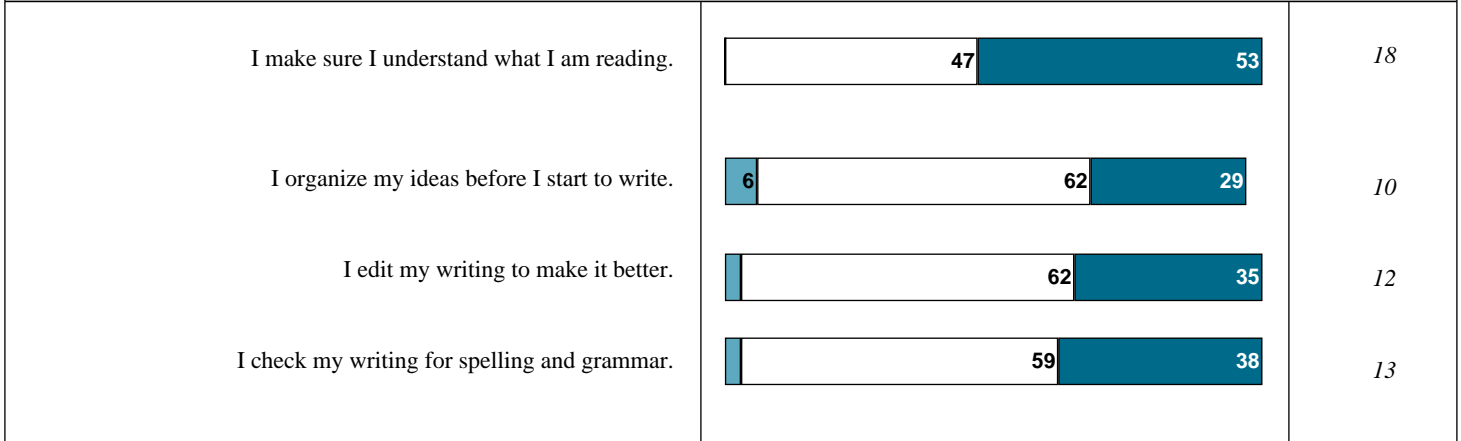 I make sure I understand what I am reading. 47 53 18
I organize my ideas before I start to write. 6 62 29 10
I edit my writing to make it better. 62 35 12
I check my writing for spelling and grammar. 59 38 13